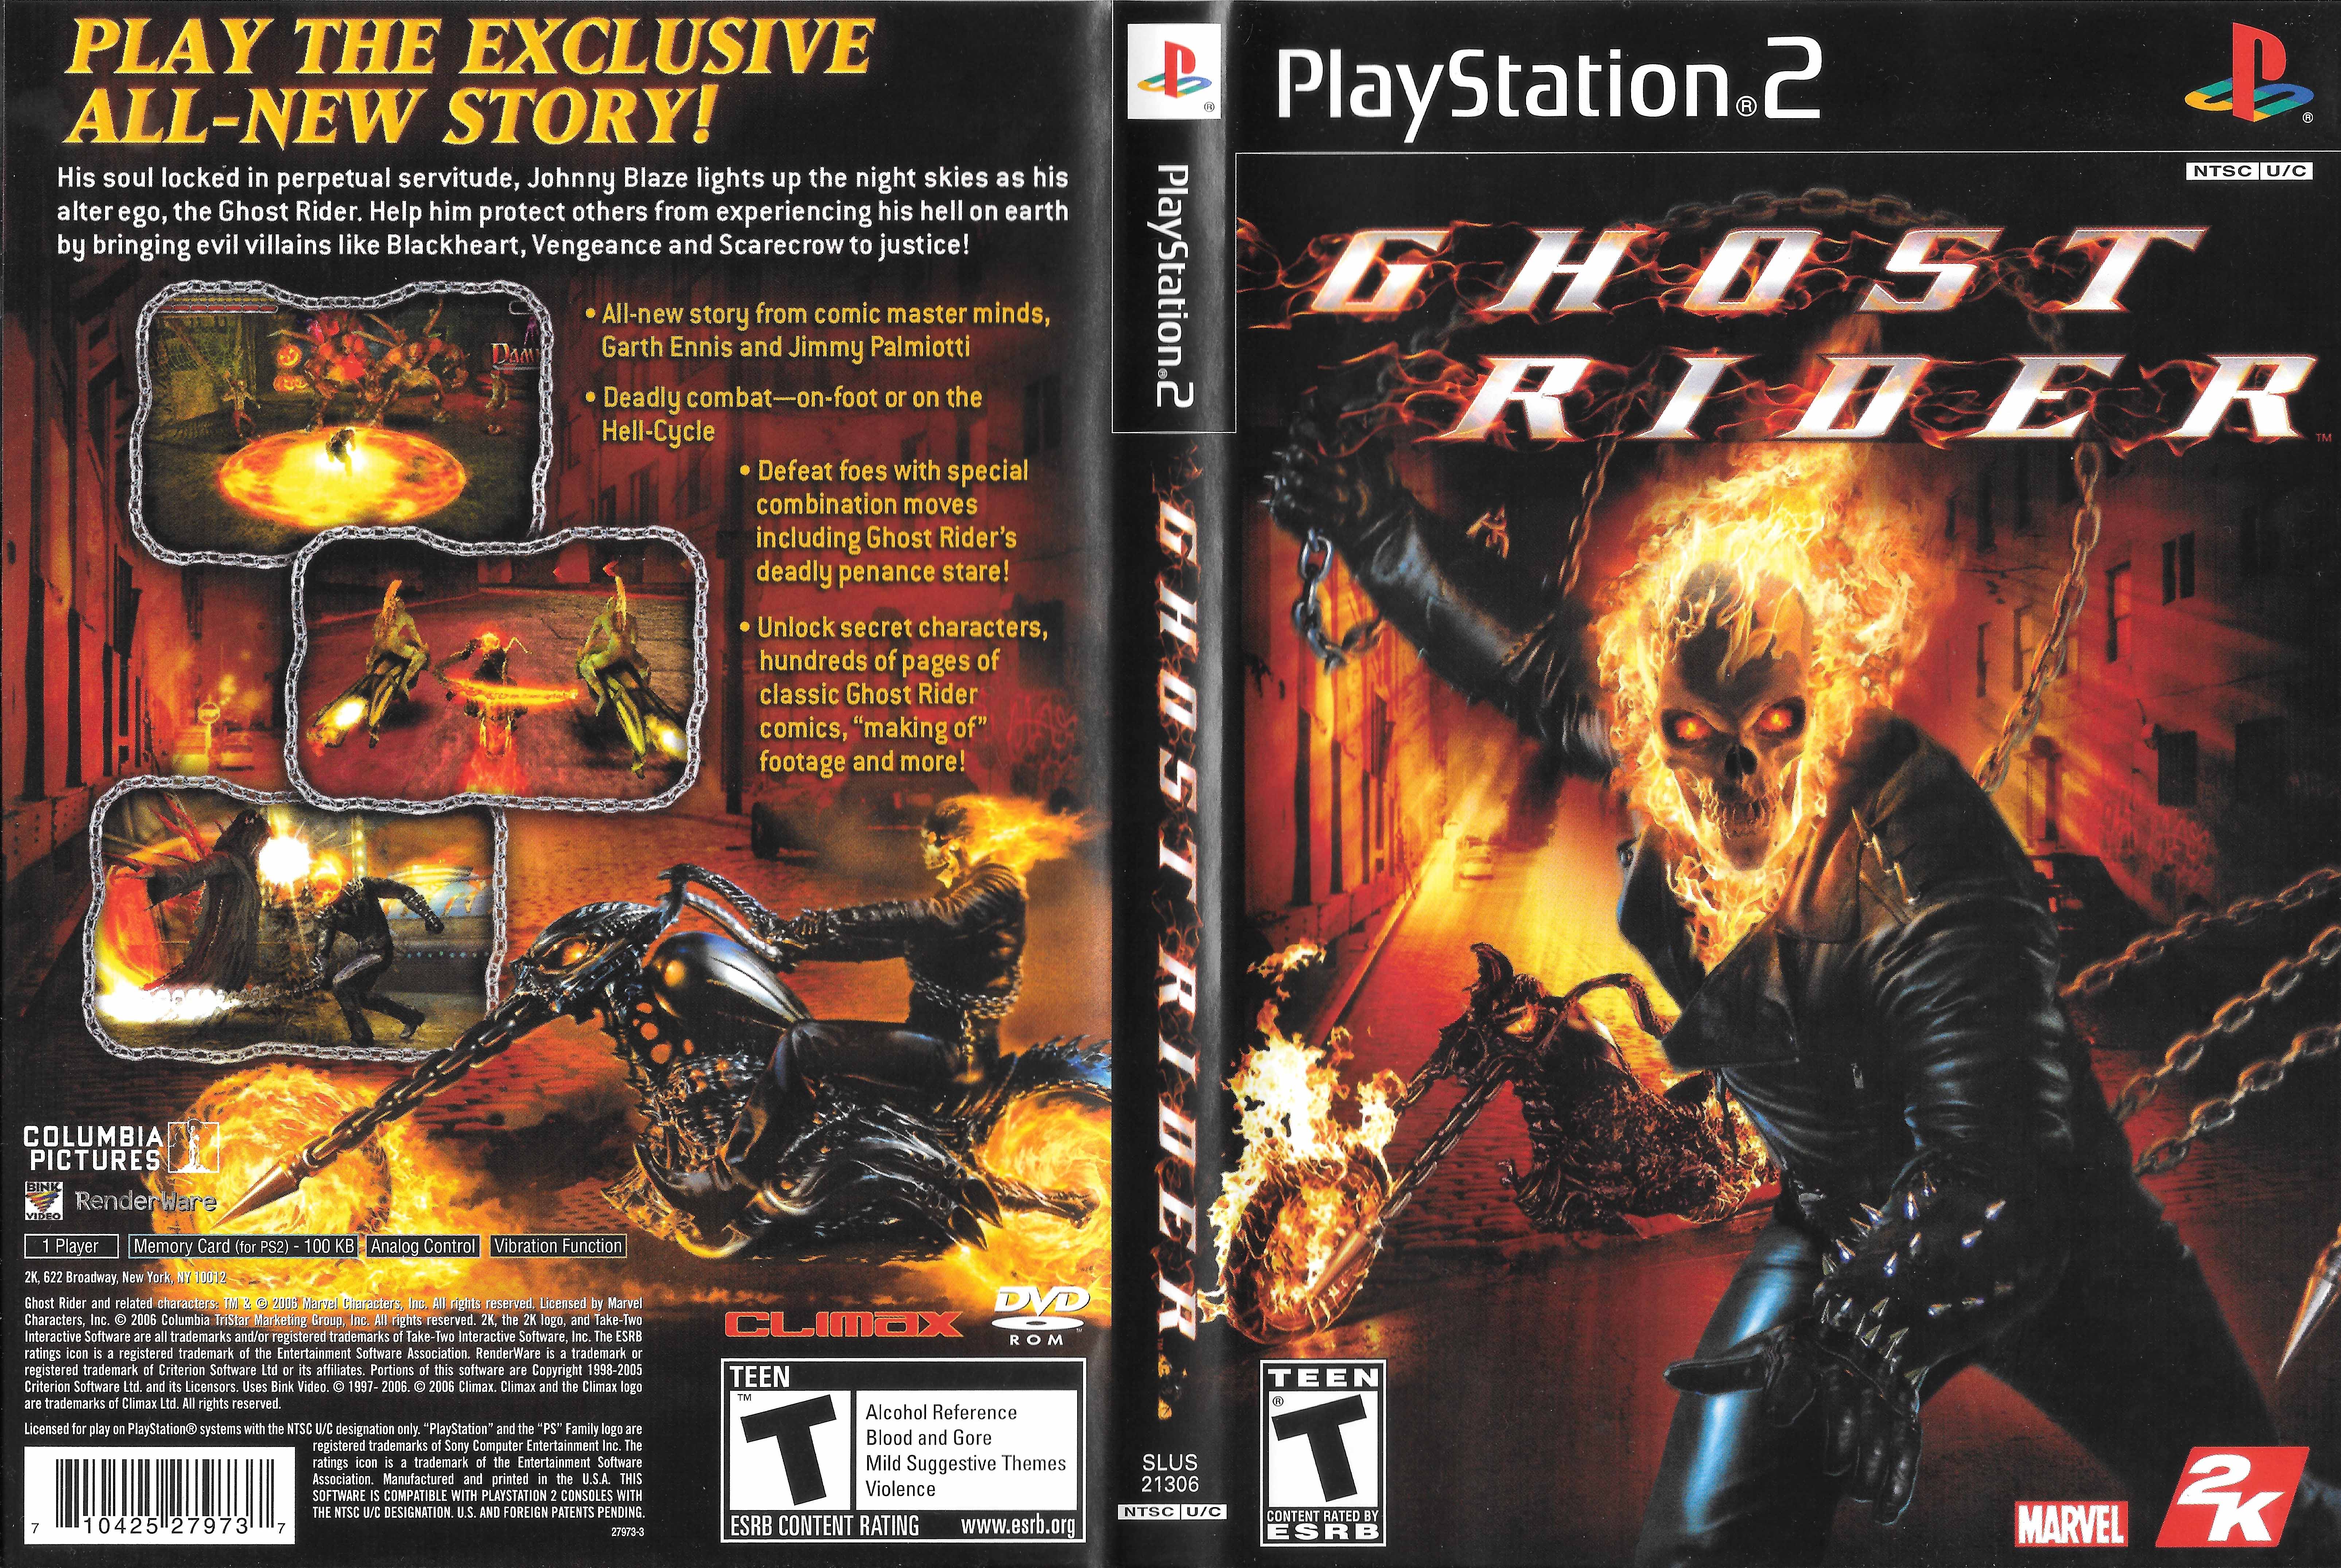 PLAY THE EXCLUSIVE
ALL-NEW STORY!
His soul locked in perpetual servitude, Johnny Blaze lights up the night skies as his
alter ego, the Ghost Rider. Help him protect others from experiencing his hell on earth
by bringing evil villains like Blackheart, Vengeance and Scarecrow to justice!
• All-new story from comic master minds,
Garth Ennis and Jimmy Palmiotti
• Deadly combat—on-foot or on the
Hell-Cycle
• Defeat foes with special
combination moves
including Ghost Rider's
deadly penance stare!
• Unlock secret characters,
hundreds of pages of
classic Ghost Rider
comics, "making of"
footage and more!
COLUMBIA
PICTURES
BINK
VIDEO
RenderWare
1 Player
Memory Card (for PS2) - 100 KB
Analog Control
Vibration Function
2K, 622 Broadway, New York, NY 10012
Ghost Rider and related characters: TM & © 2006 Marvel Characters, Inc. All rights reserved. Licensed by Marvel
Characters, Inc. © 2006 Columbia TriStar Marketing Group, Inc. All rights reserved. 2K, the 2K logo, and Take-Two
Interactive Software are all trademarks and/or registered trademarks of Take-Two Interactive Software, Inc. The ESRB
ratings icon is a registered trademark of the Entertainment Software Association. RenderWare is a trademark or
registered trademark of Criterion Software Ltd or its affiliates. Portions of this software are Copyright 1998-2005
Criterion Software Ltd. and its Licensors. Uses Bink Video. © 1997- 2006. © 2006 Climax. Climax and the Climax logo
are trademarks of Climax Ltd. All rights reserved.
Licensed for play on PlayStation® systems with the NTSC U/C designation only. "PlayStation" and the "PS" Family logo are
registered trademarks of Sony Computer Entertainment Inc. The
ratings icon is a trademark of the Entertainment Software
Association. Manufactured and printed in the U.S.A. THIS
SOFTWARE IS COMPATIBLE WITH PLAYSTATION 2 CONSOLES WITH
THE NTSC U/C DESIGNATION. U.S. AND FOREIGN PATENTS PENDING.
27973-3
7 10425 27973 7
CLIMAX
DVD™
ROM
TEEN
T™
Alcohol Reference
Blood and Gore
Mild Suggestive Themes
Violence
ESRB CONTENT RATING www.esrb.org
®
PlayStation®2
GHOST RIDER
SLUS
21306
NTSC U/C
PlayStation®2
®
NTSC U/C
GHOST
RIDER™
TEEN
T®
CONTENT RATED BY
ESRB
MARVEL
2K